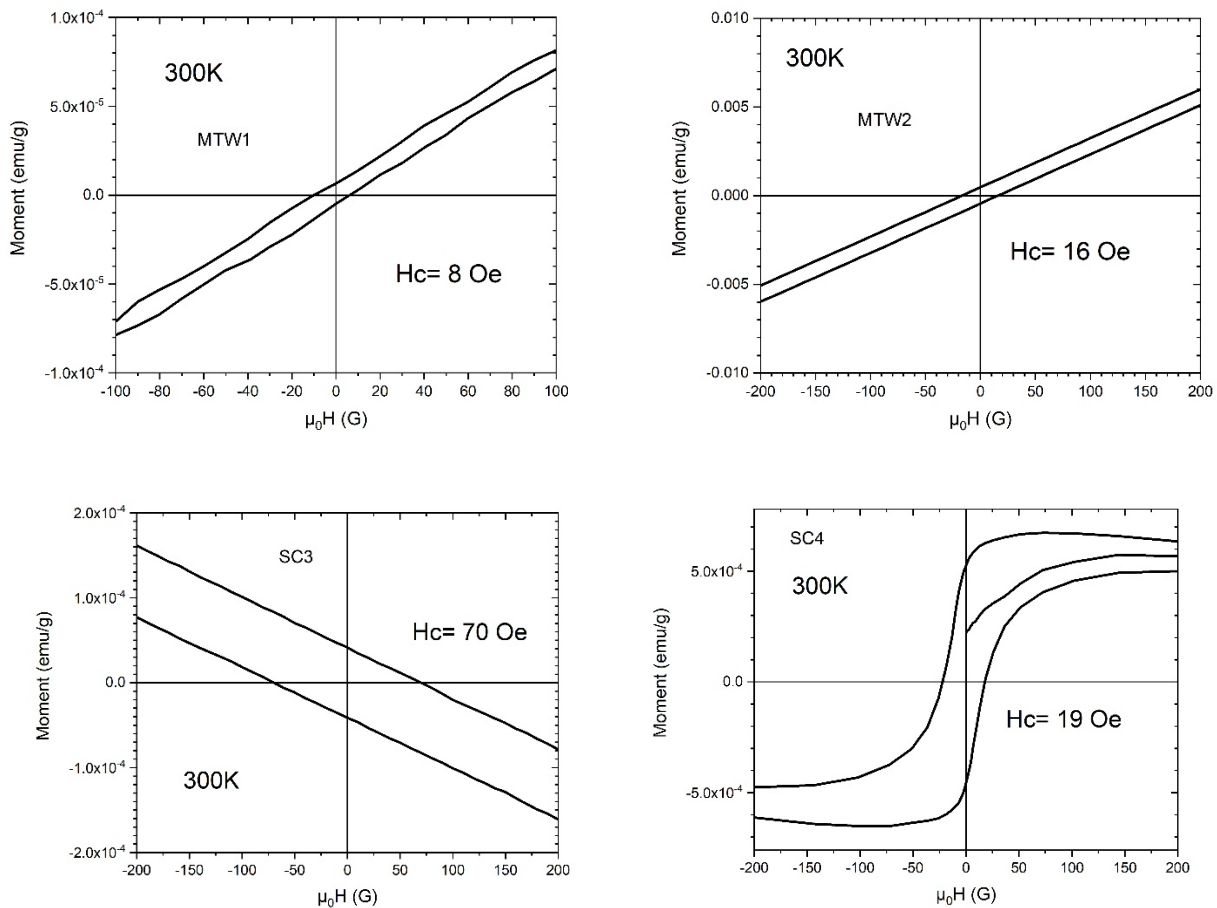 1.0x10⁻⁴
300K
5.0x10⁻⁵
MTW1
0.0
Hc= 8 Oe
-5.0x10⁻⁵
-1.0x10⁻⁴
Moment (emu/g)
-100 -80 -60 -40 -20 0 20 40 60 80 100
µ₀H (G)
0.010
300K
0.005
MTW2
0.000
Hc= 16 Oe
-0.005
-0.010
Moment (emu/g)
-200 -150 -100 -50 0 50 100 150 200
µ₀H (G)
2.0x10⁻⁴
SC3
1.0x10⁻⁴
Hc= 70 Oe
0.0
300K
-1.0x10⁻⁴
-2.0x10⁻⁴
Moment (emu/g)
-200 -150 -100 -50 0 50 100 150 200
µ₀H (G)
SC4
5.0x10⁻⁴
300K
0.0
Hc= 19 Oe
-5.0x10⁻⁴
Moment (emu/g)
-200 -150 -100 -50 0 50 100 150 200
µ₀H (G)